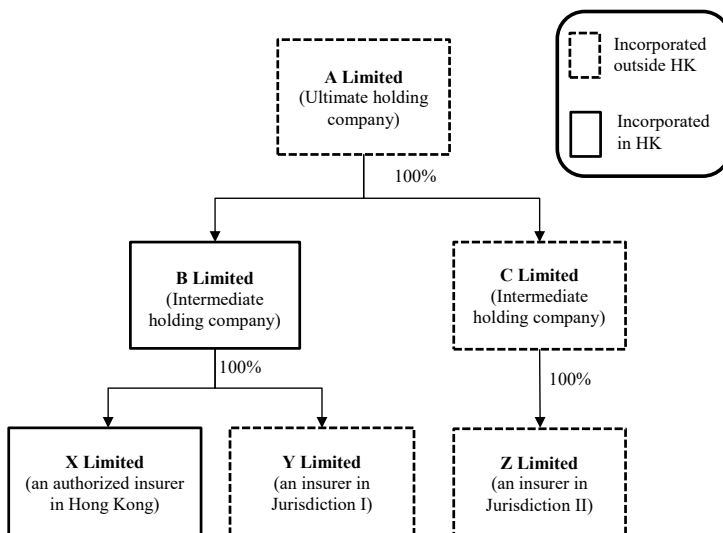 Incorporated
outside HK
Incorporated
in HK
A Limited
(Ultimate holding
company)
100%
B Limited
(Intermediate
holding company)
C Limited
(Intermediate
holding company)
100%
100%
X Limited
(an authorized insurer
in Hong Kong)
Y Limited
(an insurer in
Jurisdiction I)
Z Limited
(an insurer in
Jurisdiction II)